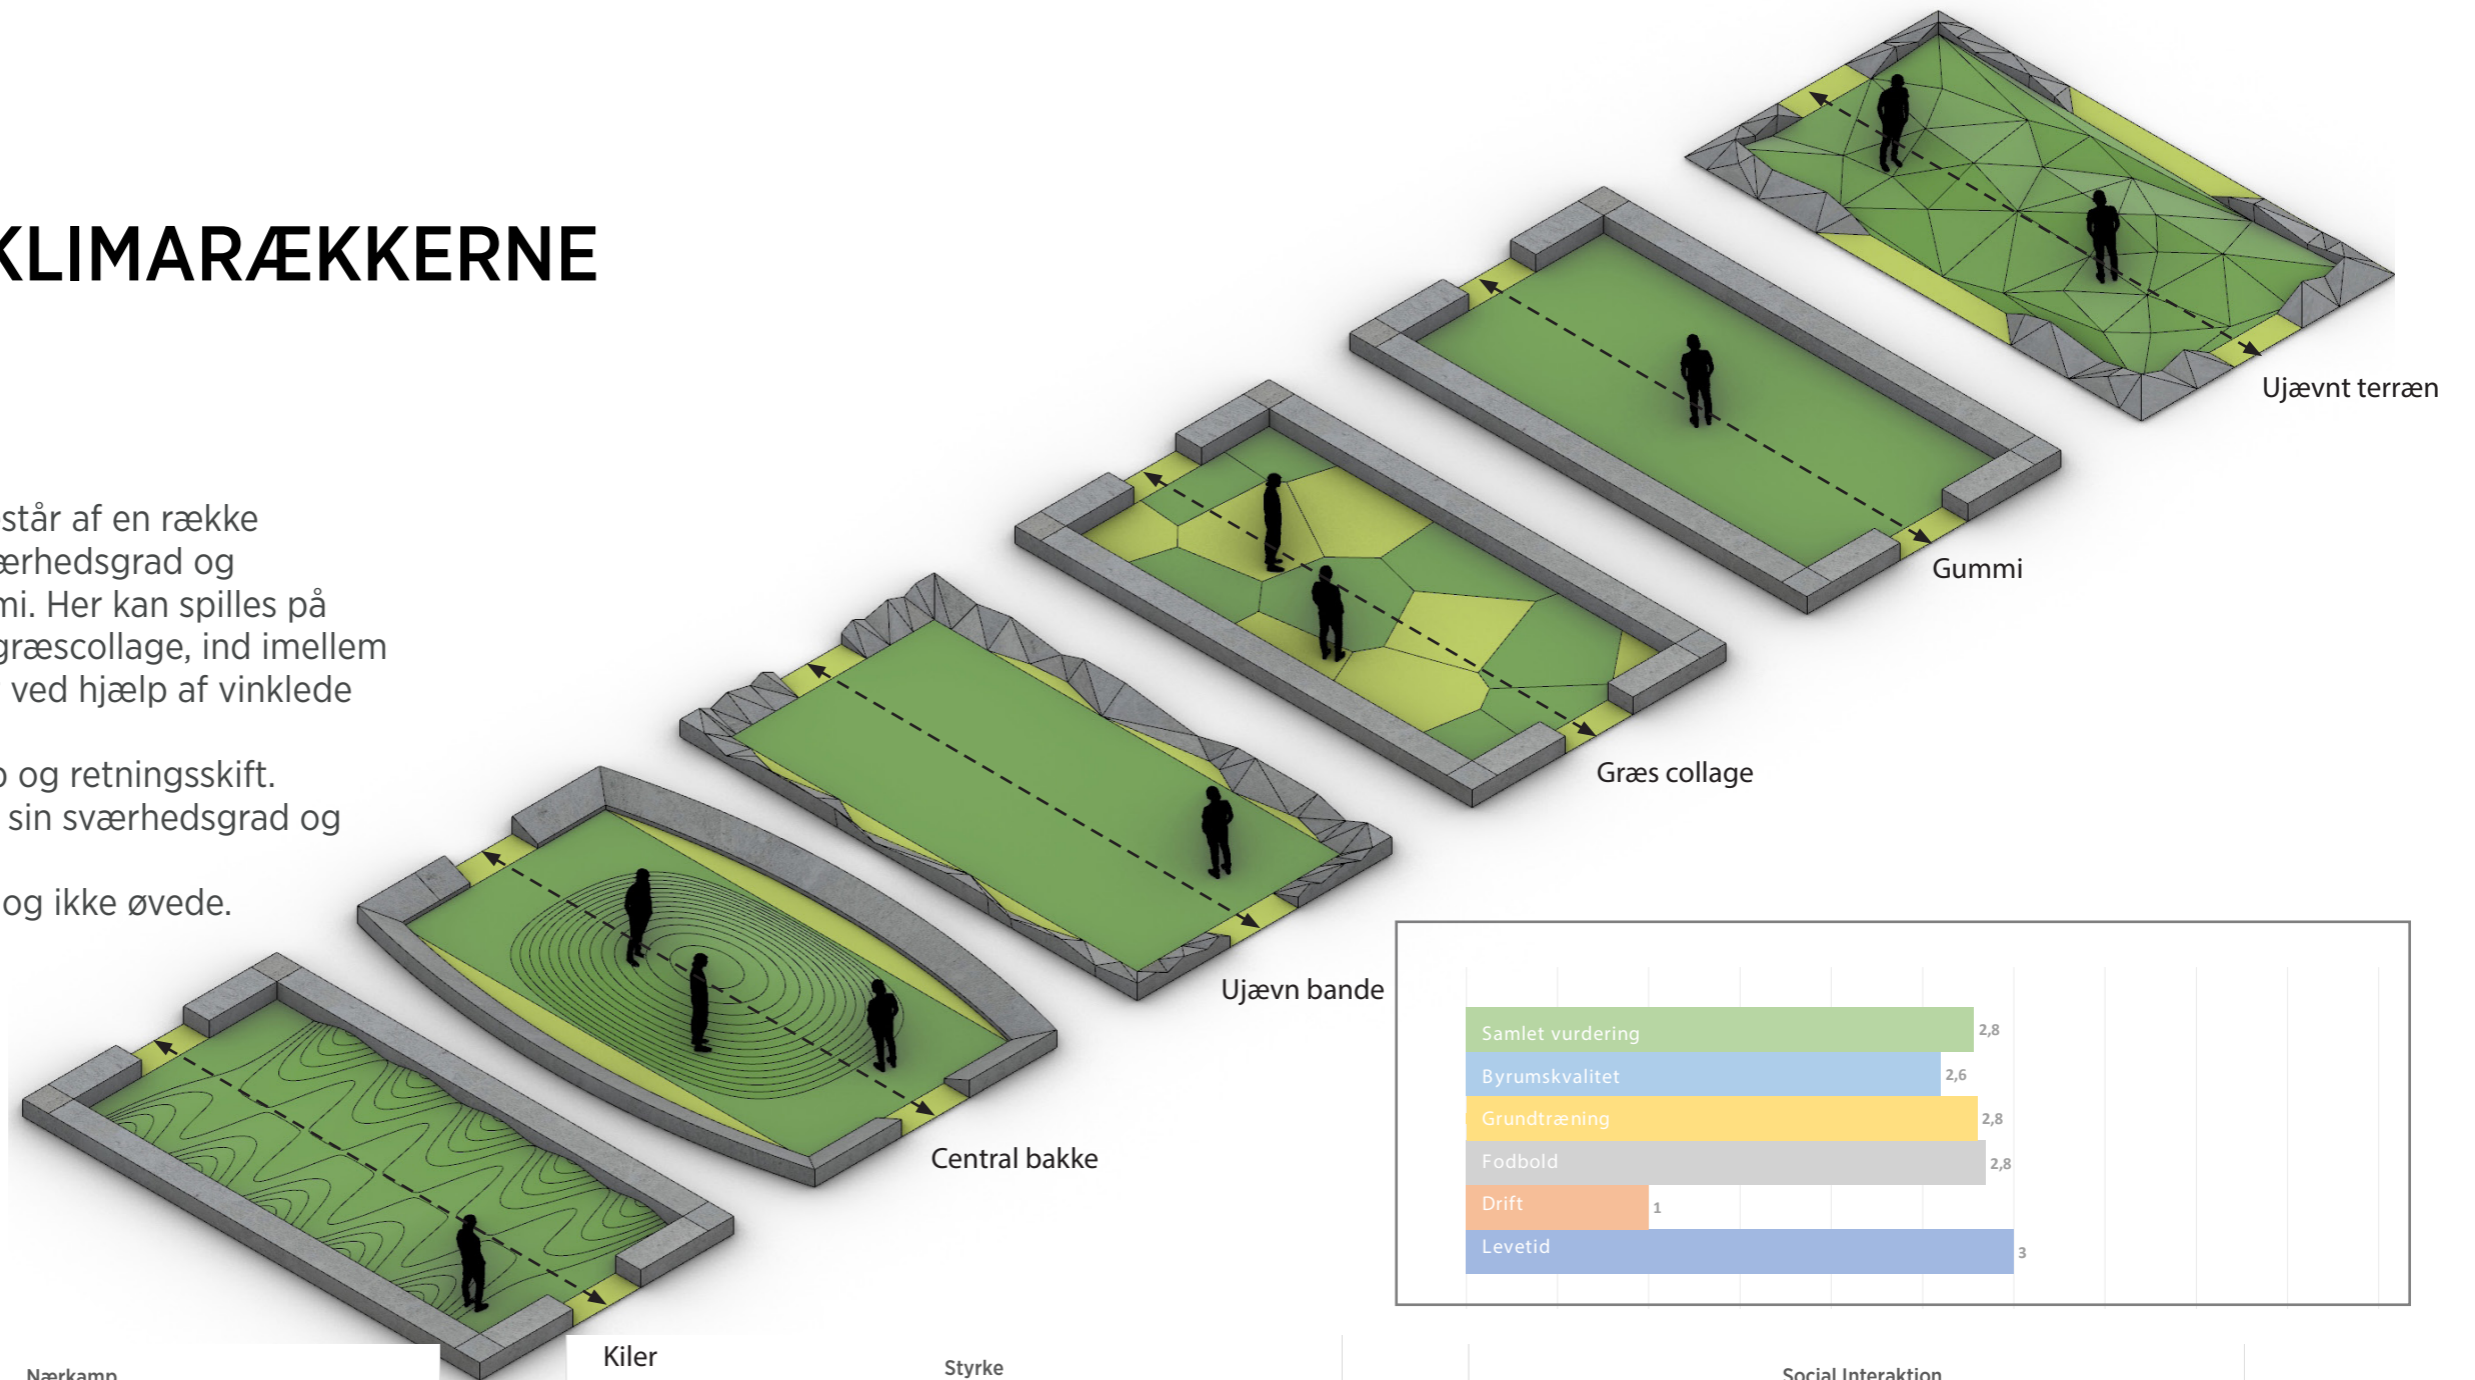 KLIMARÆKKERNE
står af en række
ærhedsgrad og
mi. Her kan spilles på
græscollage, ind imellem
ved hjælp af vinklede
og retningsskift.
sin sværhedsgrad og
og ikke øvede.
Ujævnt terræn
Gummi
Græs collage
Ujævn bande
Central bakke
Kiler
Samlet vurdering 2,8
Byrumskvalitet 2,6
Grundtræning 2,8
Fodbold 2,8
Drift 1
Levetid 3
Nærkamp
Styrke
Social Interaktion